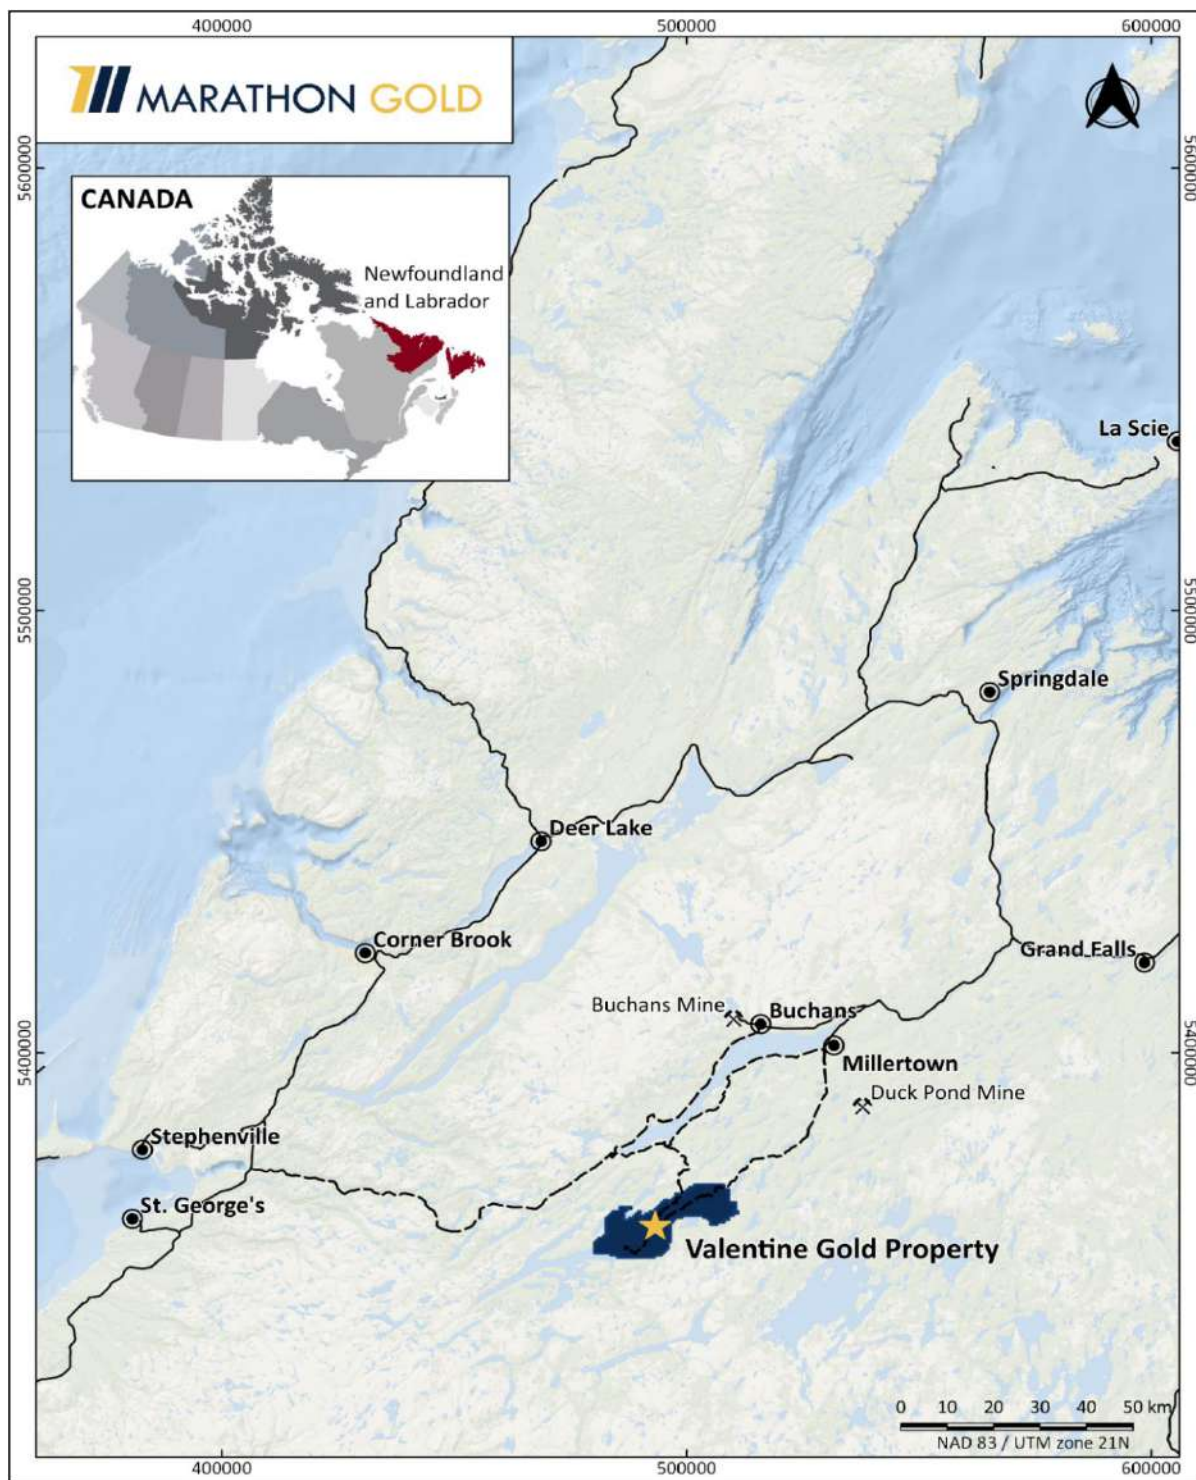 400000
500000
600000
MARATHON GOLD
5600000
5600000
CANADA
Newfoundland
and Labrador
La Scie
5500000
5500000
Springdale
Deer Lake
Corner Brook
Grand Falls
Buchans Mine
Buchans
5400000
5400000
Millertown
Duck Pond Mine
Stephenville
St. George's
Valentine Gold Property
0 10 20 30 40 50 km
NAD 83 / UTM zone 21N
400000
500000
600000